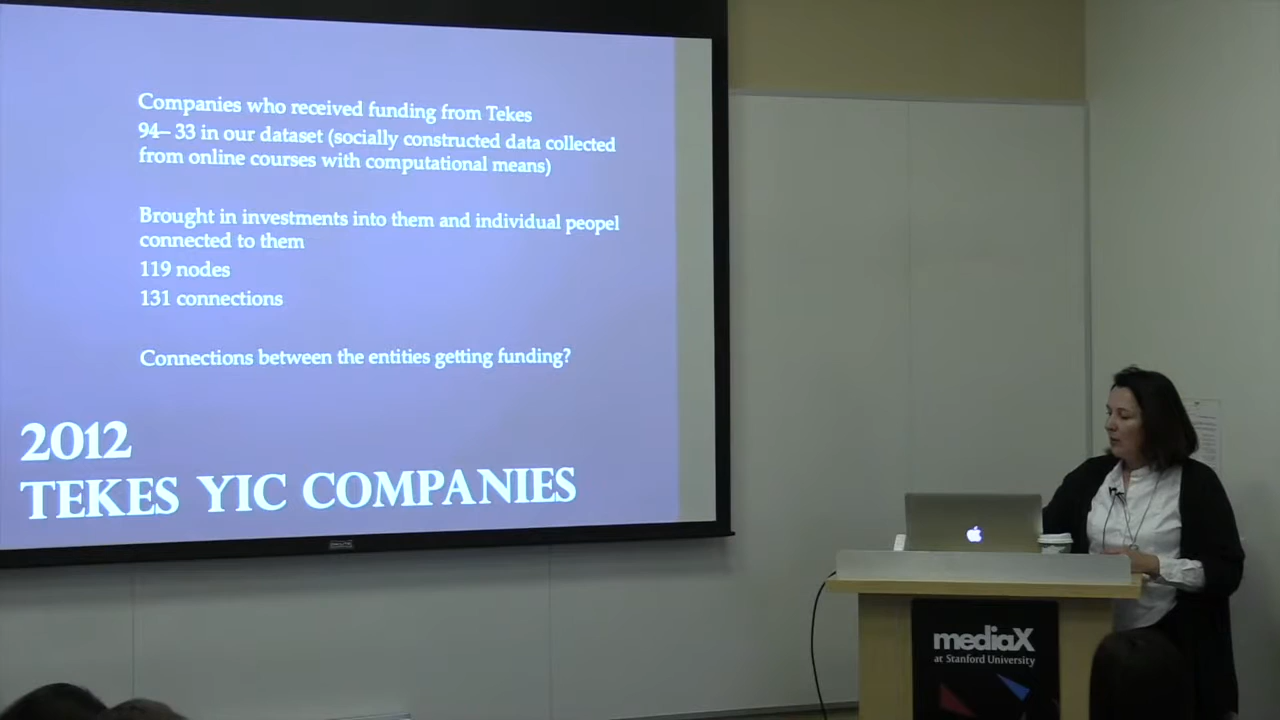 Companies who received funding from Tekes
94– 33 in our dataset (socially constructed data collected
from online courses with computational means)
Brought in investments into them and individual peopel
connected to them
119 nodes
131 connections
Connections between the entities getting funding?
2012
TEKES YIC COMPANIES
mediaX
at Stanford University